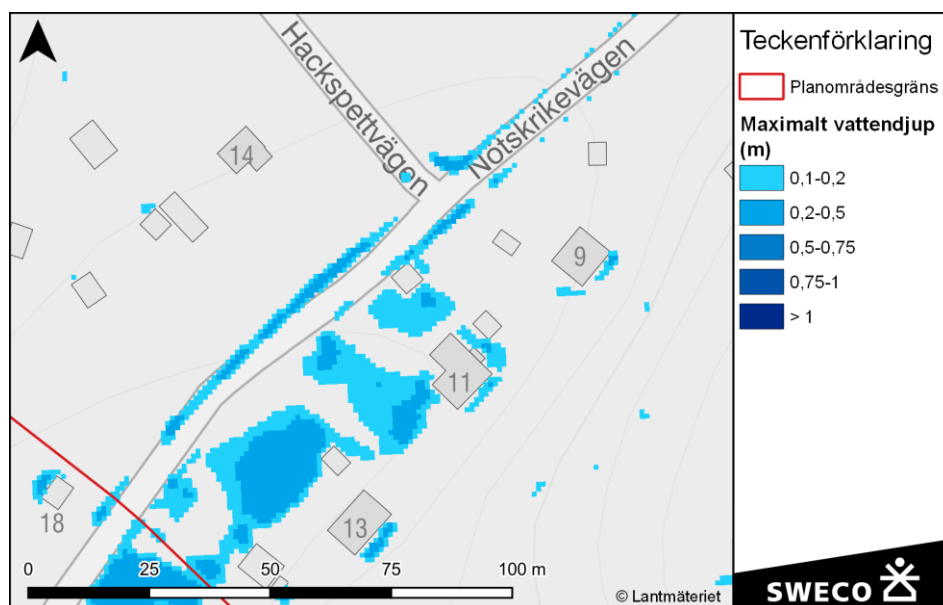 Hackspettvägen
Nötskrikevägen
14
9
11
13
18
0 25 50 75 100 m
© Lantmäteriet
Teckenförklaring
Planområdesgräns
Maximalt vattendjup
(m)
0,1-0,2
0,2-0,5
0,5-0,75
0,75-1
> 1
SWECO